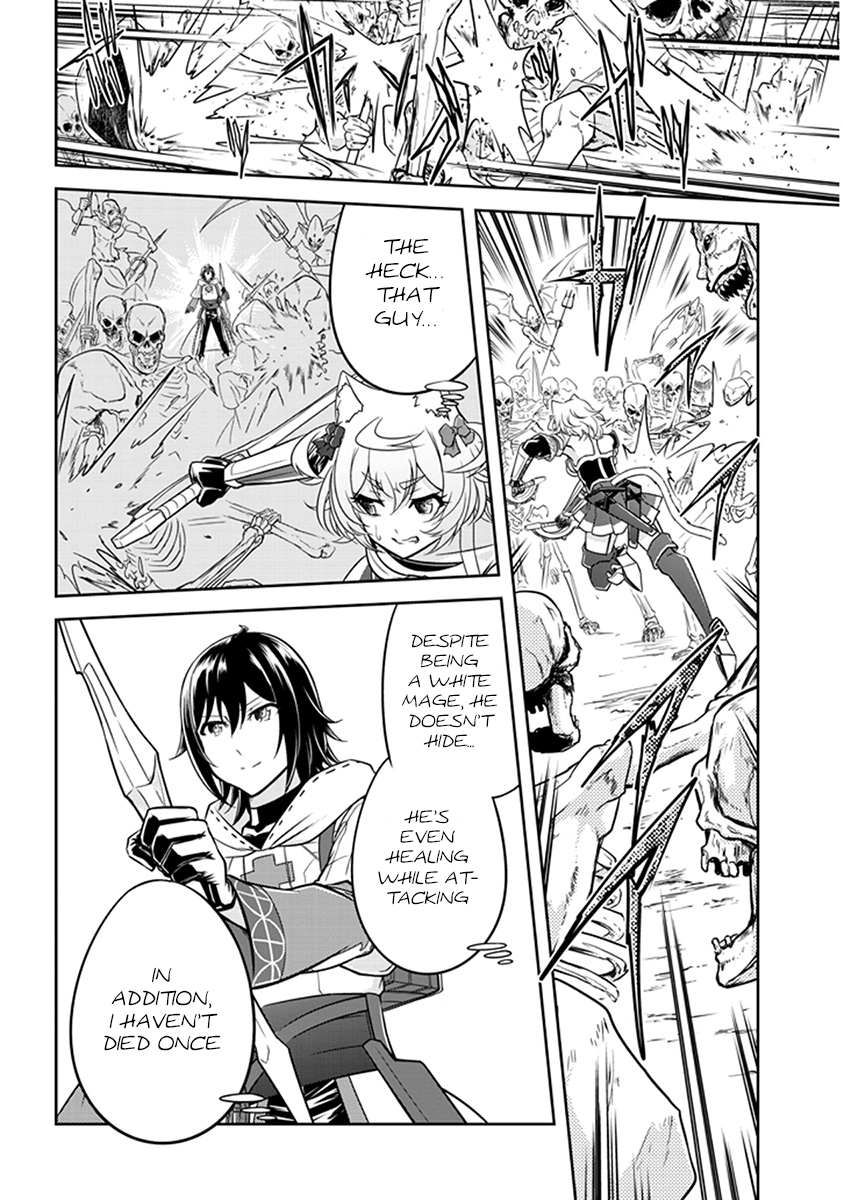 THE
HECK...
THAT
GUY...
DESPITE
BEING
A WHITE
MAGE, HE
DOESN'T
HIDE...
HE'S
EVEN
HEALING
WHILE AT-
TACKING
IN
ADDITION,
I HAVEN'T
DIED ONCE